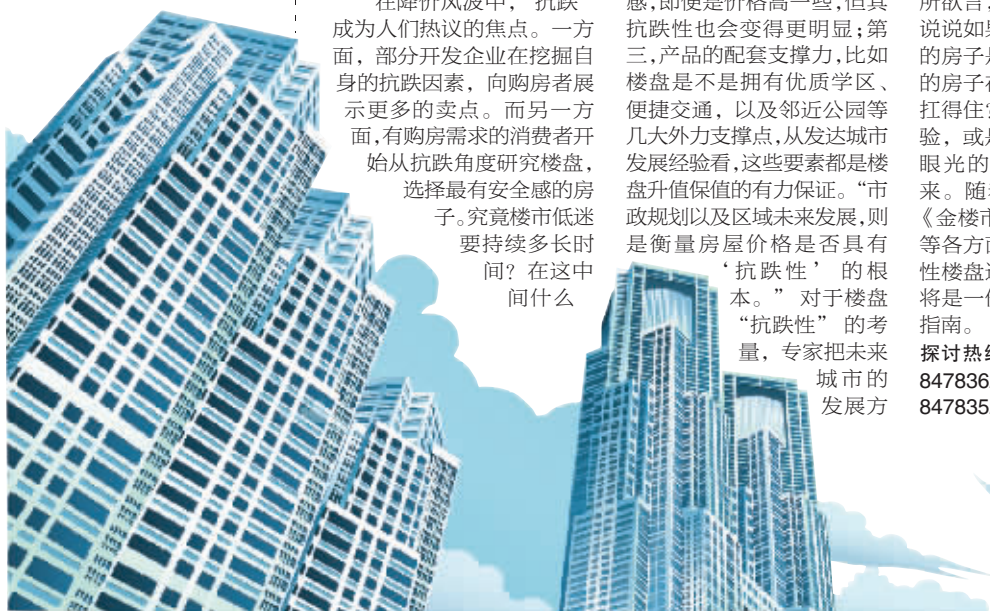 在降价风波中，“抗跌”
成为人们热议的焦点。一方
面，部分开发企业在挖掘自
身的抗跌因素，向购房者展
示更多的卖点。而另一方
面,有购房需求的消费者开
始从抗跌角度研究楼盘，
选择最有安全感的房
子。究竟楼市低迷
要持续多长时
间？在这中
间什么
感,即便是价格高一些,但其
抗跌性也会变得更明显;第
三,产品的配套支撑力,比如
楼盘是不是拥有优质学区、
便捷交通，以及邻近公园等
几大外力支撑点,从发达城市
发展经验看,这些要素都是楼
盘升值保值的有力保证。“市
政规划以及区域未来发展,则
是衡量房屋价格是否具有
‘抗跌性’的根
本。”对于楼盘
“抗跌性”的考
量，专家把未来
城市的
发展方
所欲言，
说说如
的房子是
的房子在
扛得住
验，或是
眼光的
来。随
《金楼市
等各方面
性楼盘
将是一
指南。
探讨热线
847836
847835